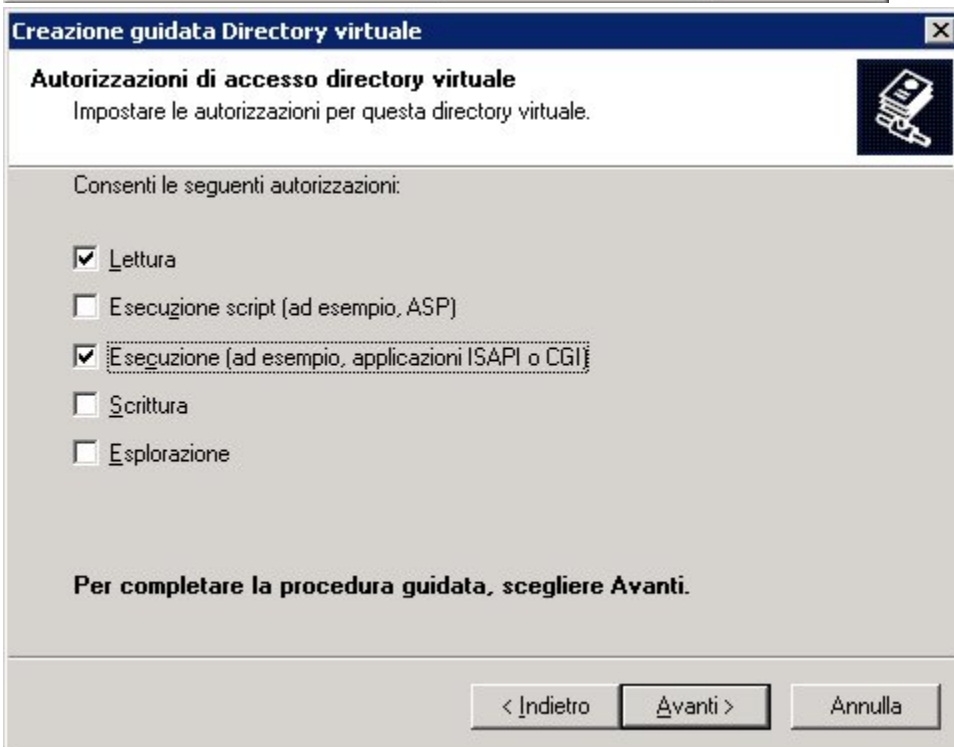 Creazione guidata Directory virtuale
Autorizzazioni di accesso directory virtuale
Impostare le autorizzazioni per questa directory virtuale.
Consenti le seguenti autorizzazioni:
Lettura
Esecuzione script (ad esempio, ASP)
Esecuzione (ad esempio, applicazioni ISAPI o CGI)
Scrittura
Esplorazione
Per completare la procedura guidata, scegliere Avanti.
< Indietro Avanti > Annulla